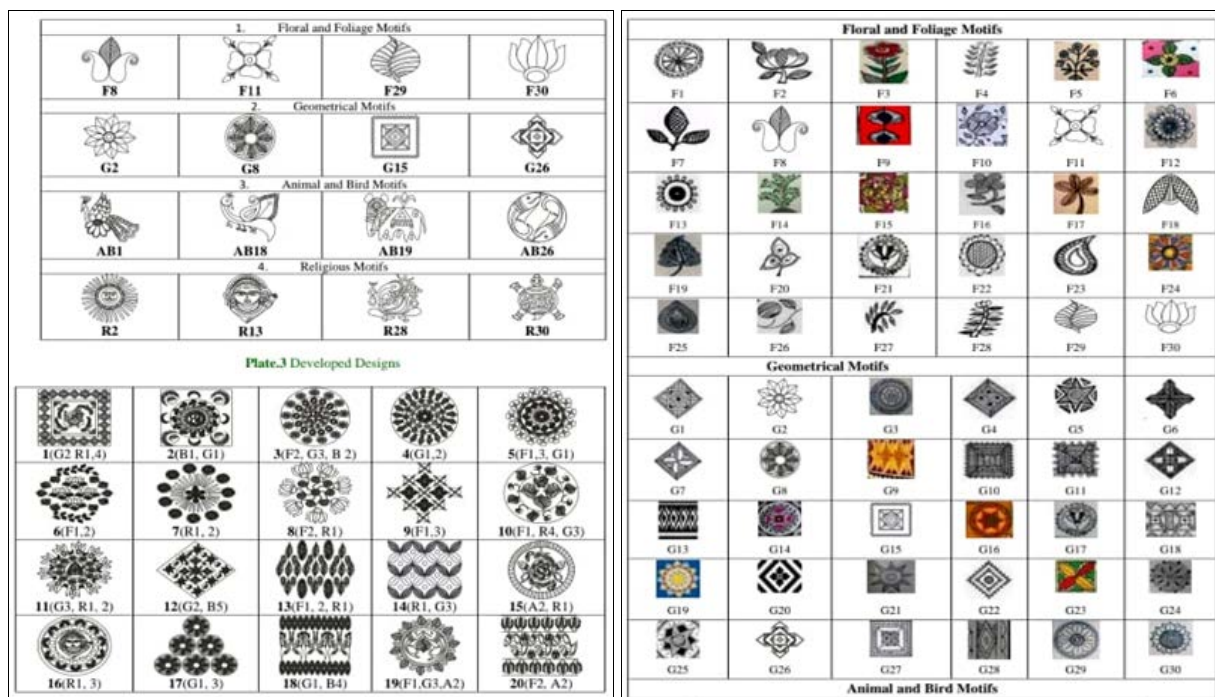 1. Floral and Foliage Motifs
F8 F11 F29 F30
2. Geometrical Motifs
G2 G8 G15 G26
3. Animal and Bird Motifs
AB1 AB18 AB19 AB26
4. Religious Motifs
R2 R13 R28 R30
Plate.3 Developed Designs
1(G2 R1,4) 2(B1, G1) 3(F2, G3, B 2) 4(G1,2) 5(F1,3, G1)
6(F1,2) 7(R1, 2) 8(F2, R1) 9(F1,3) 10(F1, R4, G3)
11(G3, R1, 2) 12(G2, B5) 13(F1, 2, R1) 14(R1, G3) 15(A2, R1)
16(R1, 3) 17(G1, 3) 18(G1, B4) 19(F1,G3,A2) 20(F2, A2)
Floral and Foliage Motifs
F1 F2 F3 F4 F5 F6
F7 F8 F9 F10 F11 F12
F13 F14 F15 F16 F17 F18
F19 F20 F21 F22 F23 F24
F25 F26 F27 F28 F29 F30
Geometrical Motifs
G1 G2 G3 G4 G5 G6
G7 G8 G9 G10 G11 G12
G13 G14 G15 G16 G17 G18
G19 G20 G21 G22 G23 G24
G25 G26 G27 G28 G29 G30
Animal and Bird Motifs